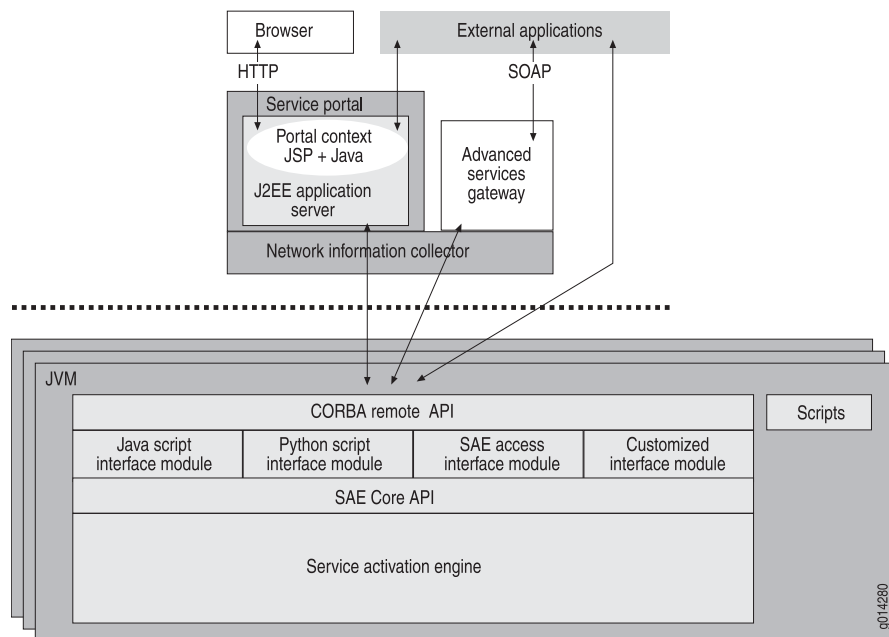 Browser
External applications
HTTP
SOAP
Service portal
Portal context
JSP + Java
J2EE application
server
Advanced
services
gateway
Network information collector
JVM
CORBA remote API
Scripts
Java script
interface module
Python script
interface module
SAE access
interface module
Customized
interface module
SAE Core API
Service activation engine
g014280